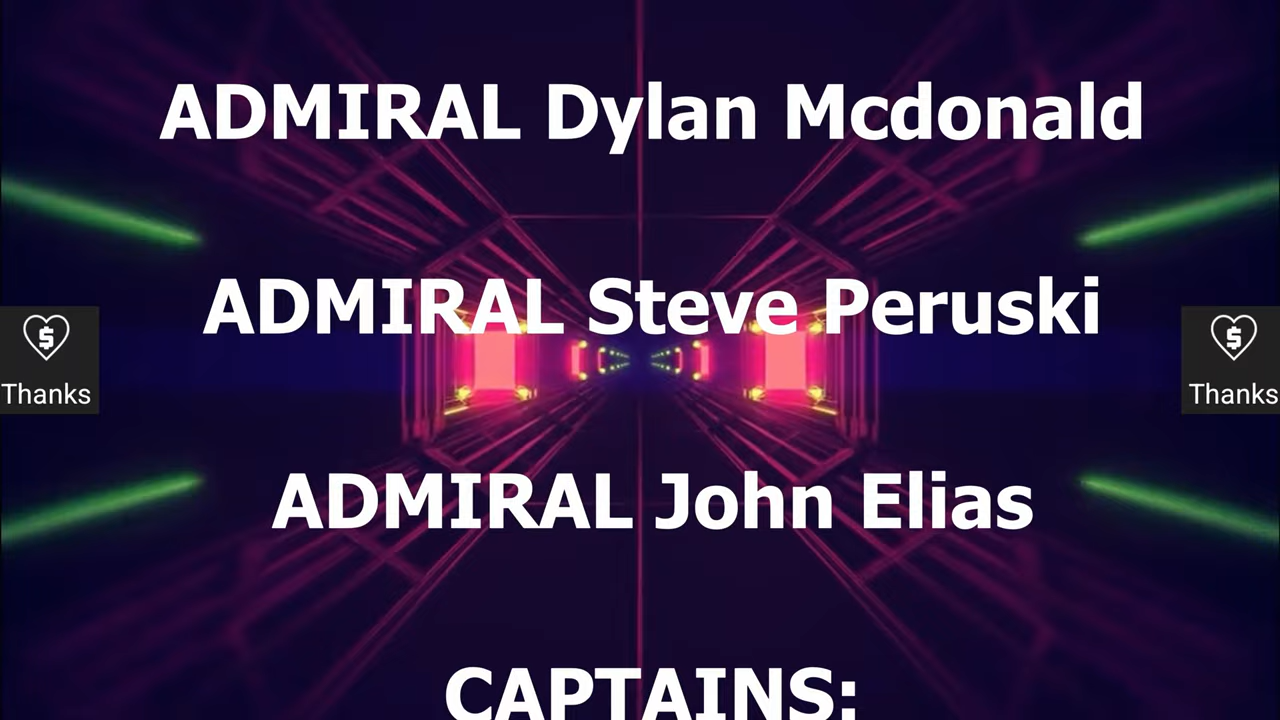 ADMIRAL Dylan Mcdonald
ADMIRAL Steve Peruski
$ $
Thanks Thanks
ADMIRAL John Elias
CAPTAINS: